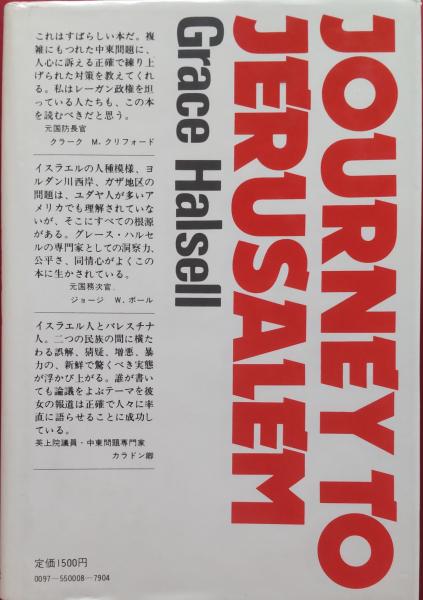 JOURNEY TO
JERUSALEM
Grace Halsell
これはすばらしい本だ。複
雑にもつれた中東問題に、
人心に訴える正確で練り上
げられた対策を教えてくれ
る。私はレーガン政権を担
っている人たちも、この本
を読むべきだと思う。
元国防長官
クラーク M.クリフォード
イスラエルの人種模様、ヨ
ルダン川西岸、ガザ地区の
問題は、ユダヤ人が多いア
メリカでも理解されていな
いが、そこにすべての根源
がある。グレース・ハルセ
ルの専門家としての洞察力、
公平さ、同情心がよくこの
本に生かされている。
元国務次官
ジョージ W.ボール
イスラエル人とパレスチナ
人。二つの民族の間に横た
わる誤解、猜疑、増悪、暴
力の、新鮮で驚くべき実態
が浮かび上がる。誰が書い
ても論議をよぶテーマを彼
女の報道は正確で人々に率
直に語らせることに成功し
ている。
英上院議員・中東問題専門家
カラドン卿
定価1500円
0097-550008-7904